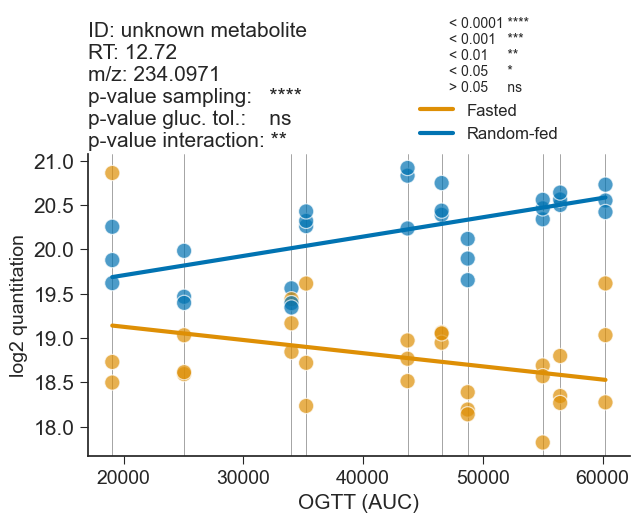 ID: unknown metabolite
RT: 12.72
m/z: 234.0971
p-value sampling: ****
p-value gluc. tol.: ns
p-value interaction: **
< 0.0001 ****
< 0.001 ***
< 0.01 **
< 0.05 *
> 0.05 ns
Fasted
Random-fed
21.0
20.5
20.0
19.5
19.0
18.5
18.0
log2 quantitation
20000 30000 40000 50000 60000
OGTT (AUC)